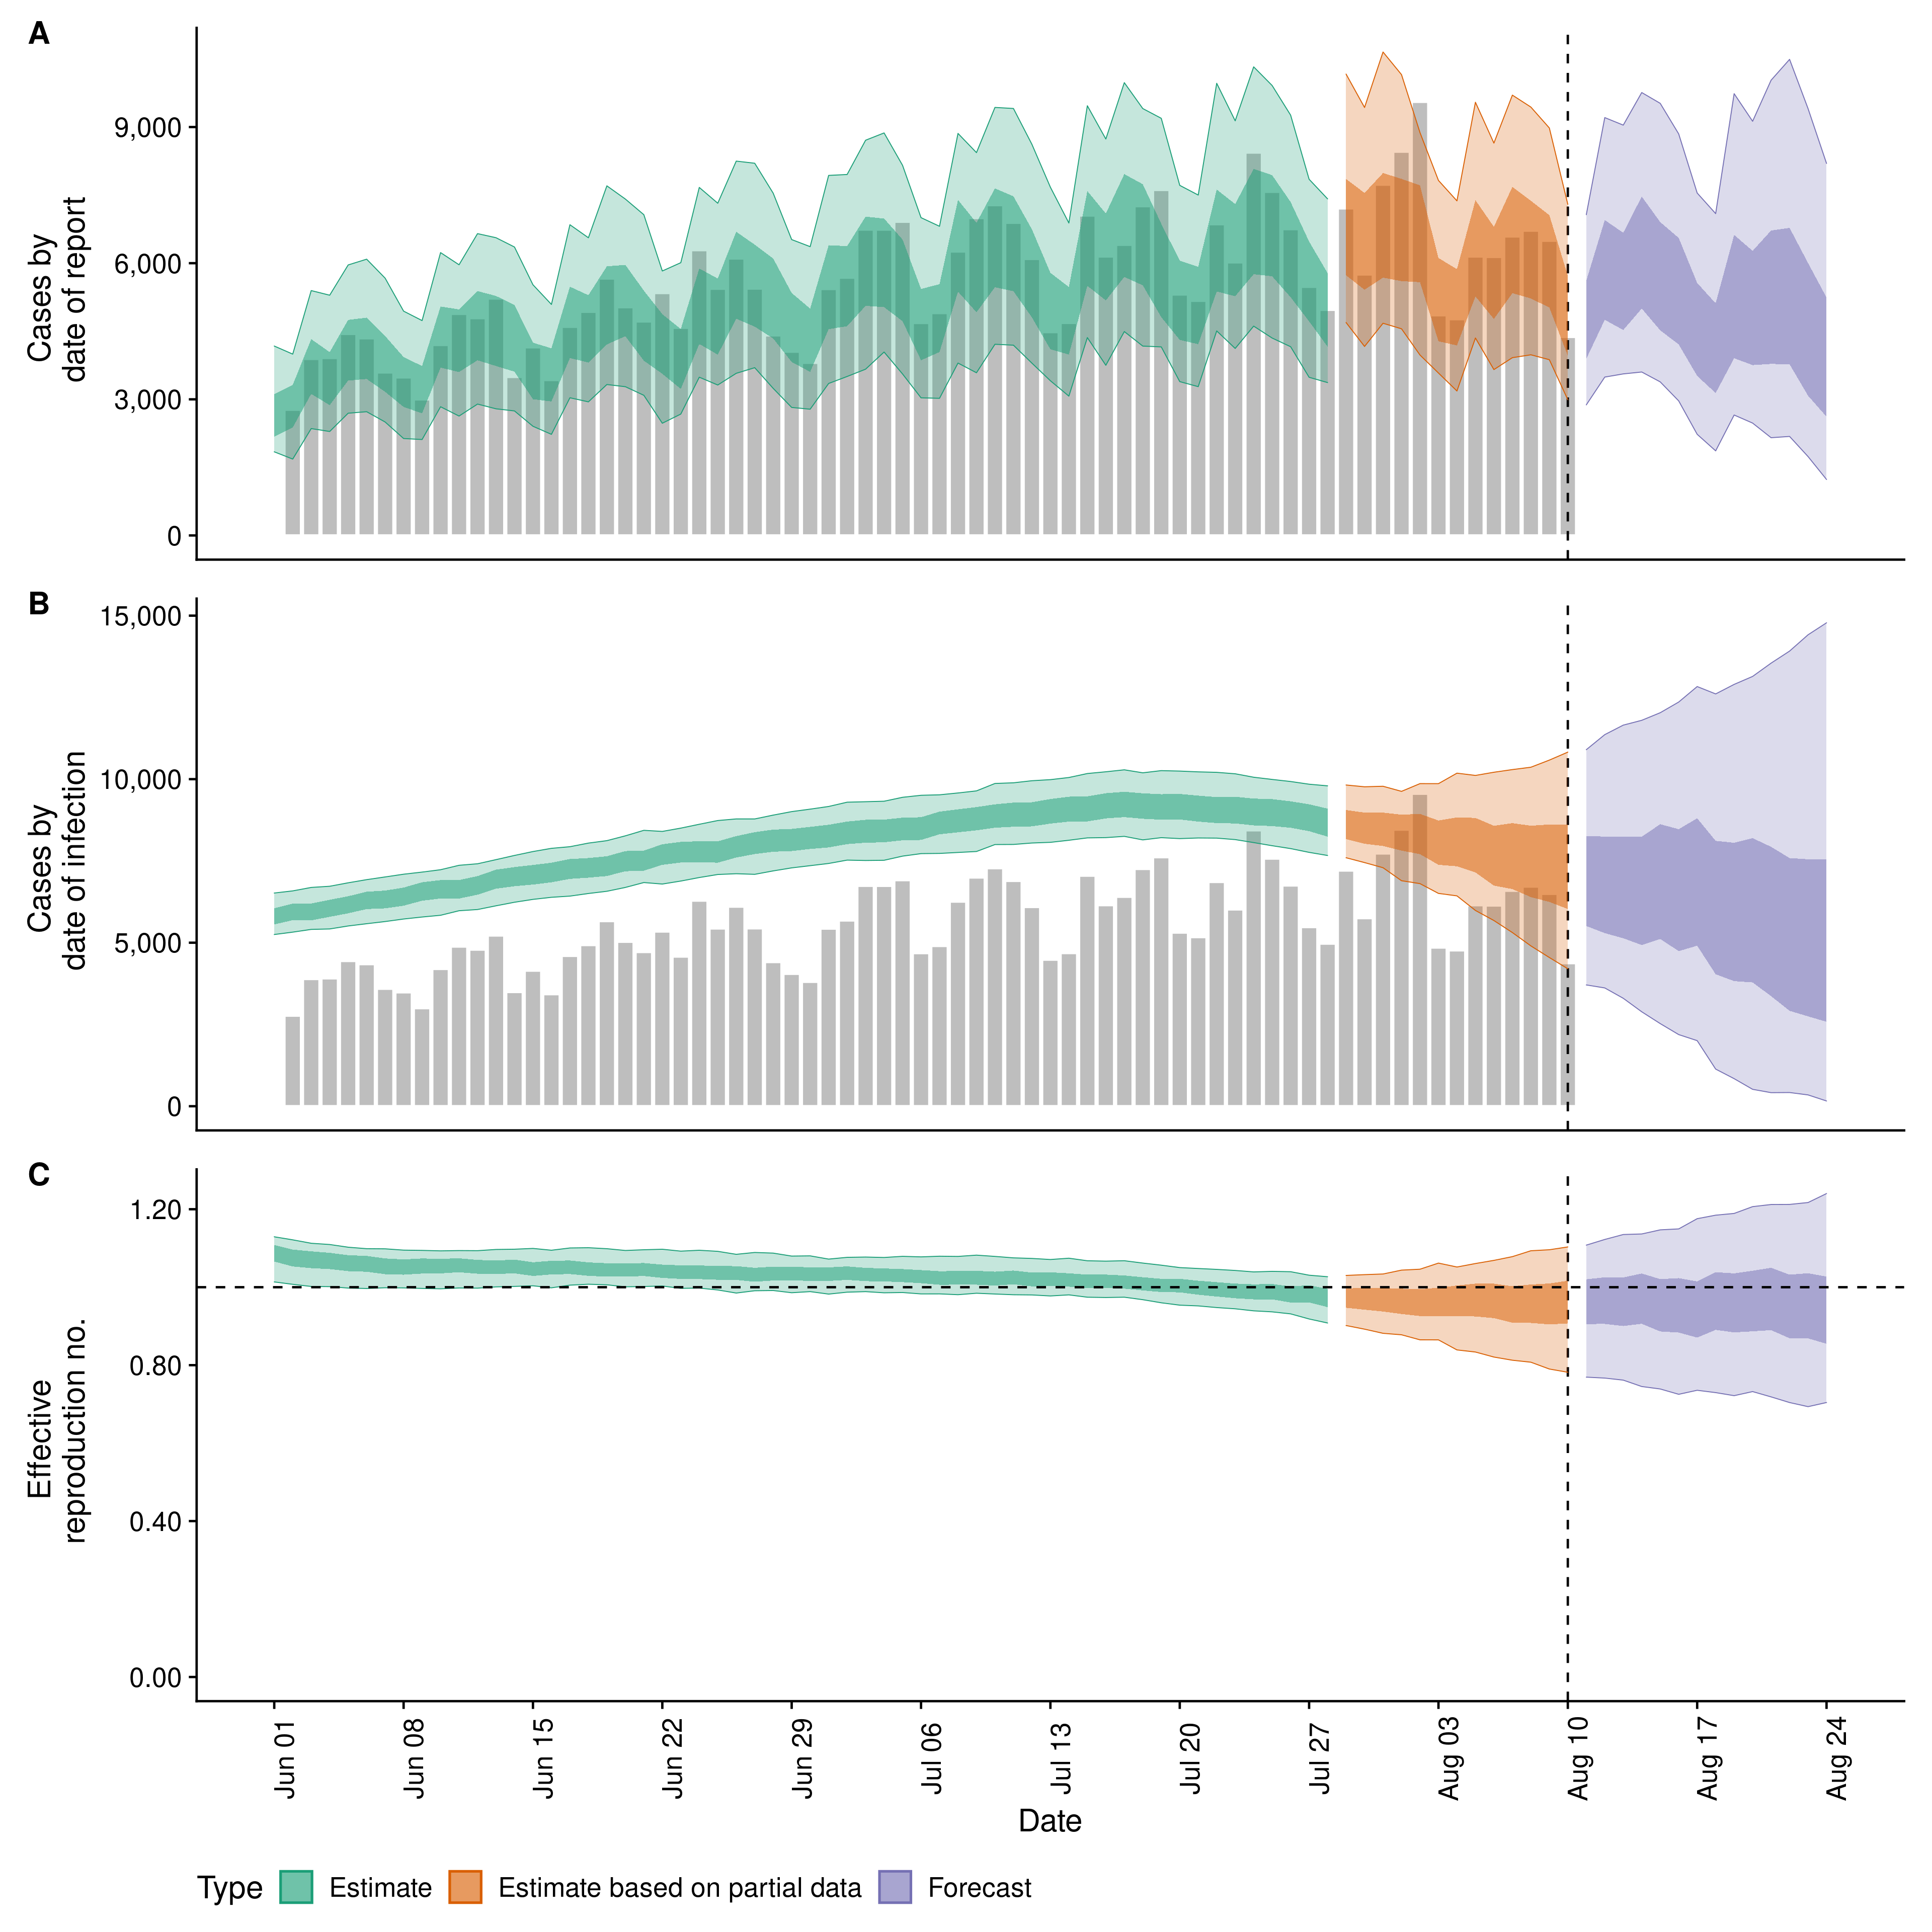 A
Cases by
date of report
9,000
6,000
3,000
0
B
Cases by
date of infection
15,000
10,000
5,000
0
C
Effective
reproduction no.
1.20
0.80
0.40
0.00
Jun 01
Jun 08
Jun 15
Jun 22
Jun 29
Jul 06
Jul 13
Jul 20
Jul 27
Aug 03
Aug 10
Aug 17
Aug 24
Date
Type Estimate Estimate based on partial data Forecast